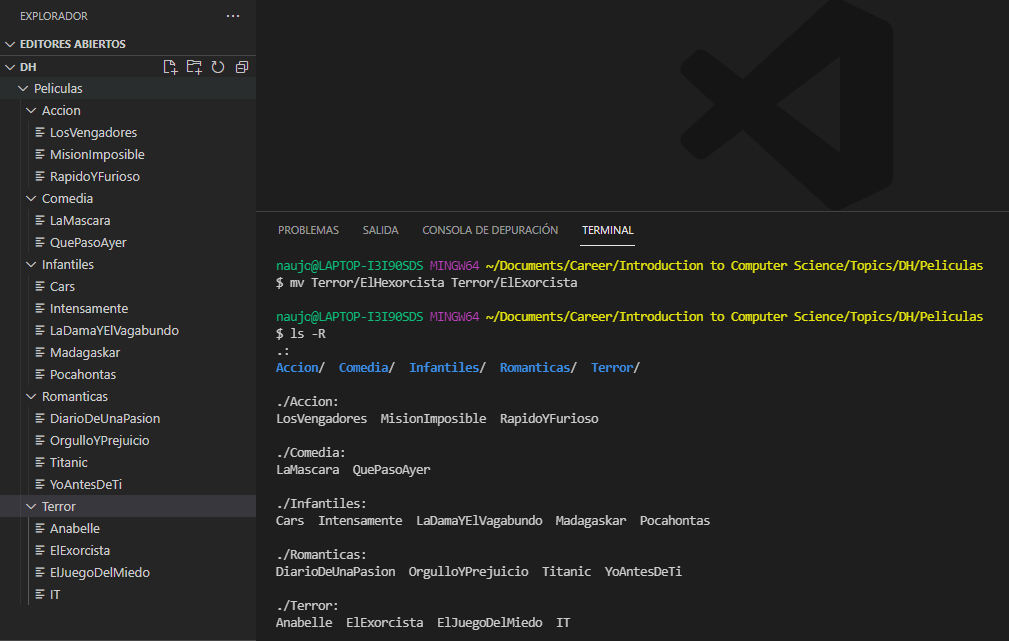 EXPLORADOR
EDITORES ABIERTOS
DH
Peliculas
Accion
LosVengadores
MisionImposible
RapidoYFurioso
Comedia
LaMascara
QuePasoAyer
Infantiles
Cars
Intensamente
LaDamaYElVagabundo
Madagaskar
Pocahontas
Romanticas
DiarioDeUnaPasion
OrgulloYPrejuicio
Titanic
YoAntesDeTi
Terror
Anabelle
ElExorcista
ElJuegoDelMiedo
IT
PROBLEMAS SALIDA CONSOLA DE DEPURACIÓN TERMINAL
naujc@LAPTOP-I3I90SDS MINGW64 ~/Documents/Career/Introduction to Computer Science/Topics/DH/Peliculas
$ mv Terror/ElHexorcista Terror/ElExorcista
naujc@LAPTOP-I3I90SDS MINGW64 ~/Documents/Career/Introduction to Computer Science/Topics/DH/Peliculas
$ ls -R
.:
Accion/ Comedia/ Infantiles/ Romanticas/ Terror/
./Accion:
LosVengadores MisionImposible RapidoYFurioso
./Comedia:
LaMascara QuePasoAyer
./Infantiles:
Cars Intensamente LaDamaYElVagabundo Madagaskar Pocahontas
./Romanticas:
DiarioDeUnaPasion OrgulloYPrejuicio Titanic YoAntesDeTi
./Terror:
Anabelle ElExorcista ElJuegoDelMiedo IT